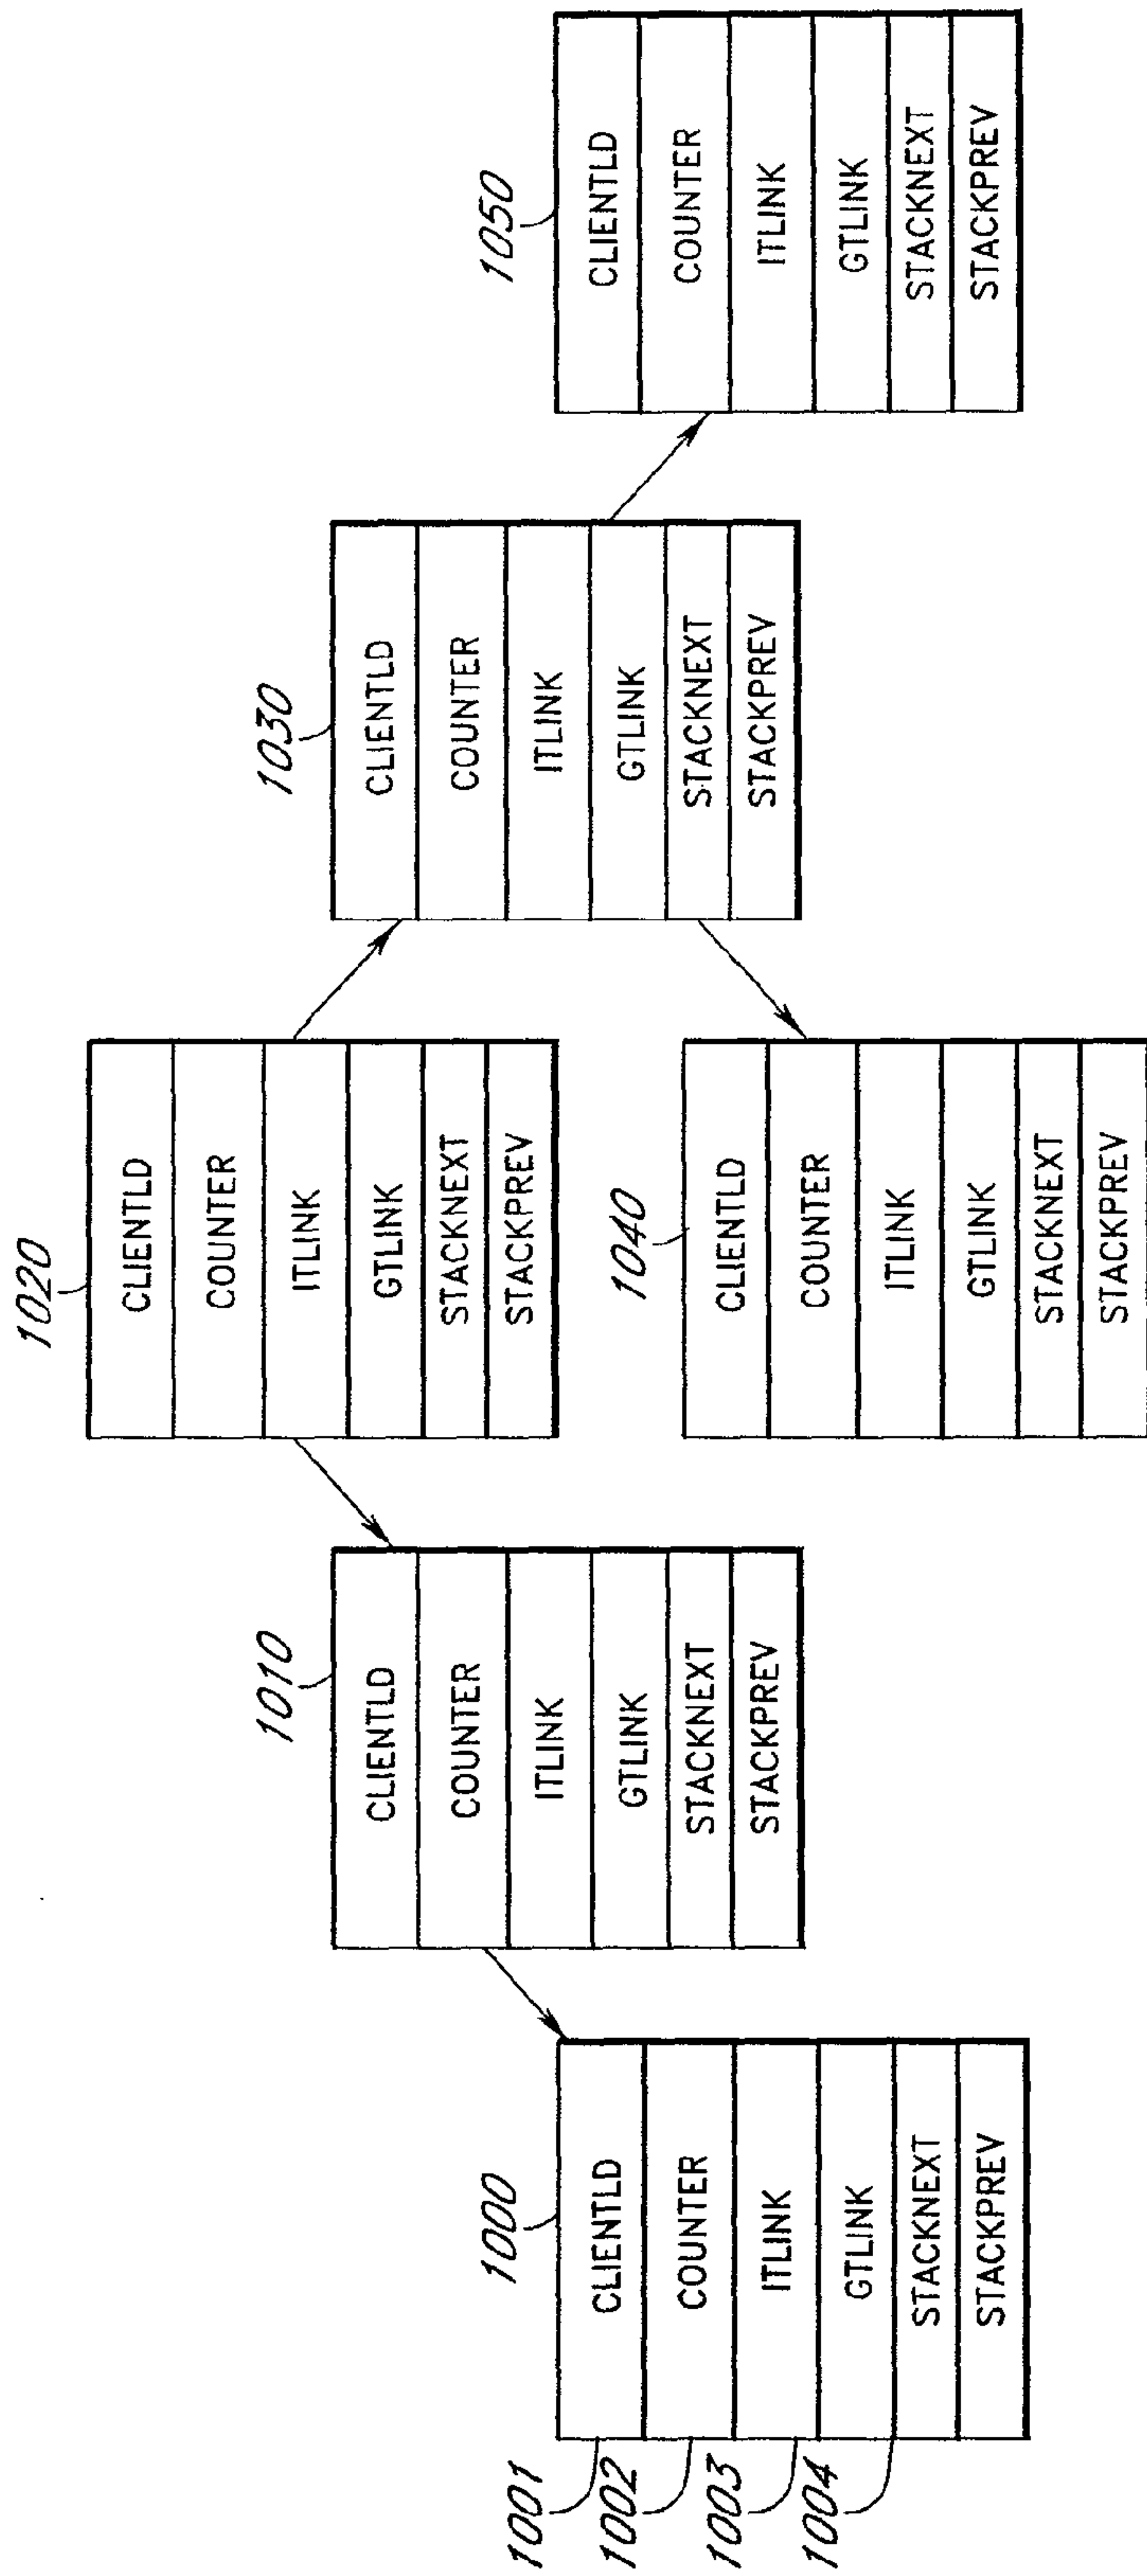 1020
CLIENTLD
COUNTER
ITLINK
GTLINK
STACKNEXT
STACKPREV
1010
CLIENTLD
COUNTER
ITLINK
GTLINK
STACKNEXT
STACKPREV
1030
CLIENTLD
COUNTER
ITLINK
GTLINK
STACKNEXT
STACKPREV
1000
1001
CLIENTLD
1002
COUNTER
1003
ITLINK
1004
GTLINK
STACKNEXT
STACKPREV
1040
CLIENTLD
COUNTER
ITLINK
GTLINK
STACKNEXT
STACKPREV
1050
CLIENTLD
COUNTER
ITLINK
GTLINK
STACKNEXT
STACKPREV